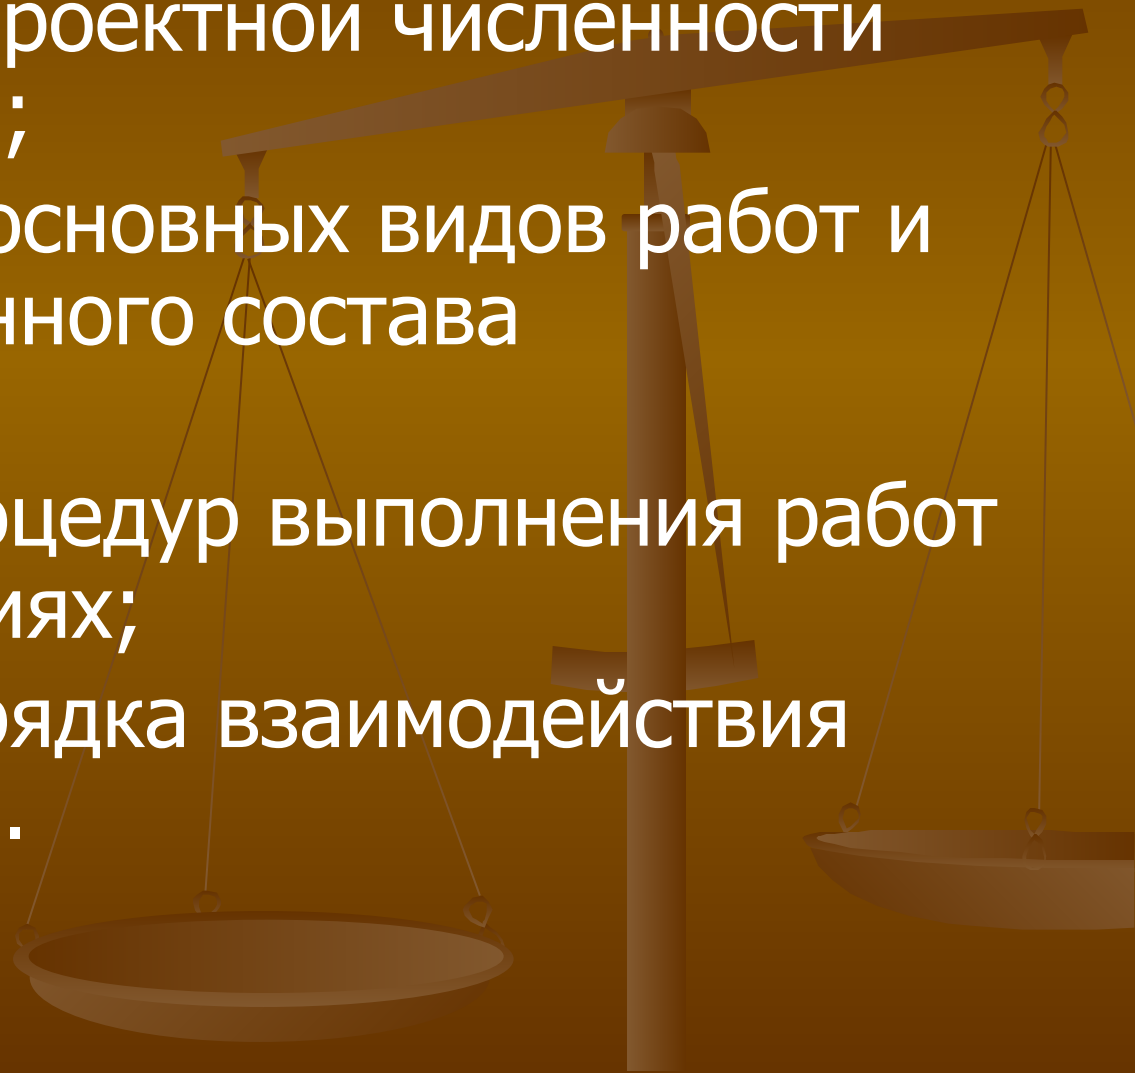 роектной численности
;
основных видов работ и
нного состава
оцедур выполнения работ
иях;
рядка взаимодействия
.